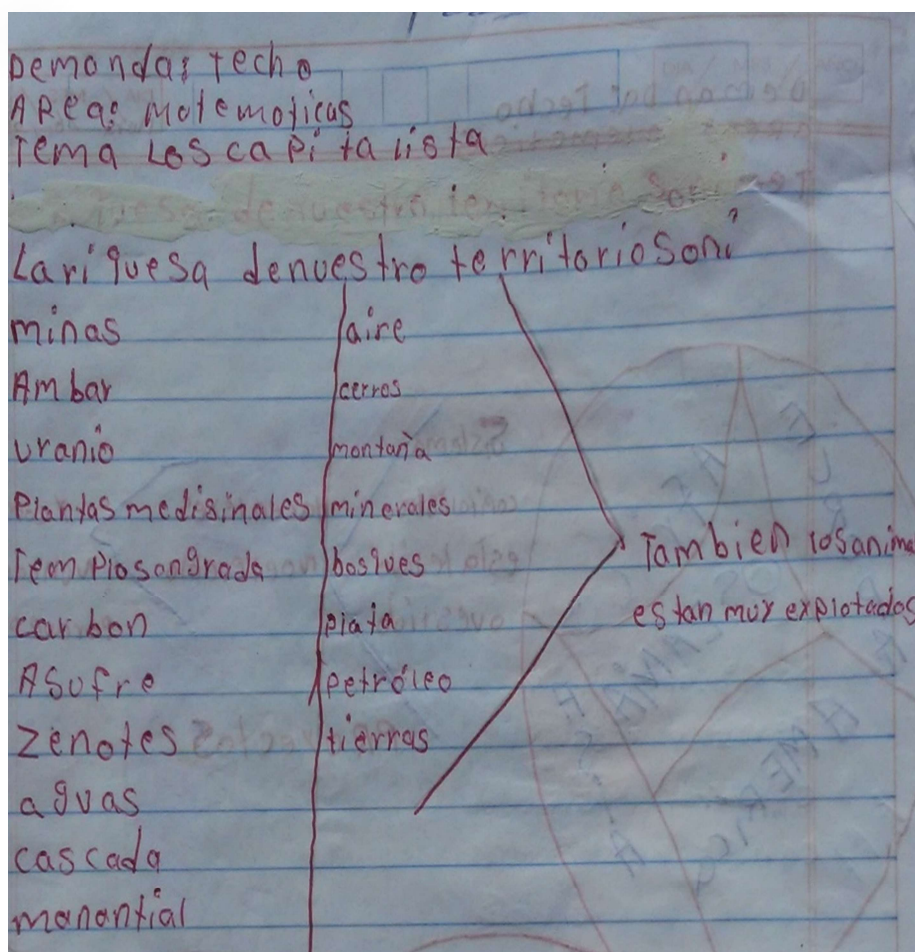 Demanda: Techo
Area: Matematicas
Tema Los capitalista
La riquesa de nuestro territorio son:
minas
Ambar
uranio
Plantas medisinales
Templo sangrada
carbon
Asufre
Zenotes
aguas
cascada
manantial
aire
cerros
montaña
minerales
bosques
plata
petróleo
tierras
Tambien los anima
estan muy explotados